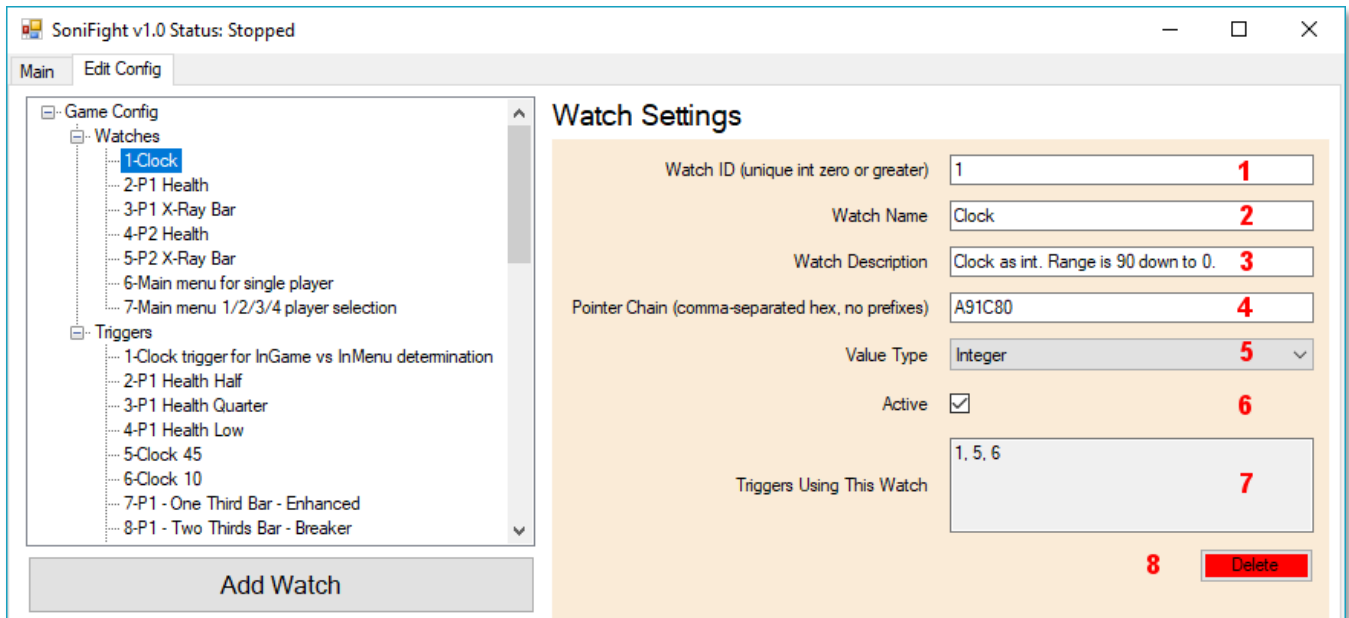 SoniFight v1.0 Status: Stopped
Main Edit Config
Game Config
Watches
1-Clock
2-P1 Health
3-P1 X-Ray Bar
4-P2 Health
5-P2 X-Ray Bar
6-Main menu for single player
7-Main menu 1/2/3/4 player selection
Triggers
1-Clock trigger for InGame vs InMenu determination
2-P1 Health Half
3-P1 Health Quarter
4-P1 Health Low
5-Clock 45
6-Clock 10
7-P1 - One Third Bar - Enhanced
8-P1 - Two Thirds Bar - Breaker
Add Watch
Watch Settings
Watch ID (unique int zero or greater) 1 1
Watch Name Clock 2
Watch Description Clock as int. Range is 90 down to 0. 3
Pointer Chain (comma-separated hex, no prefixes) A91C80 4
Value Type Integer 5
Active 6
Triggers Using This Watch 1, 5, 6 7
8 Delete